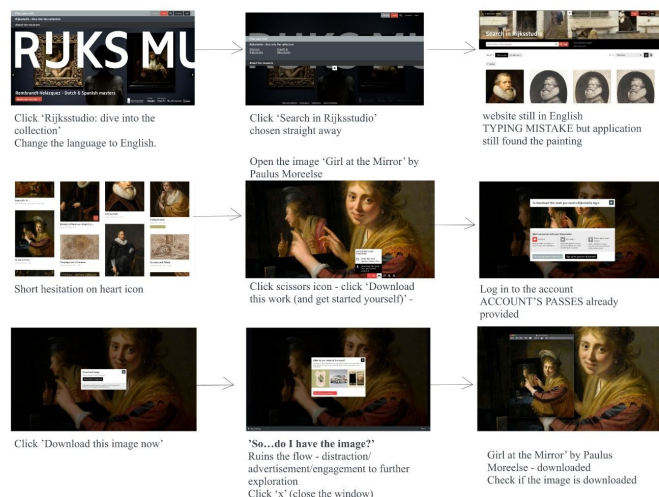 RIJKS MU
Rembrandt-Velázquez - Dutch & Spanish masters
Click 'Rijksstudio: dive into the
collection'
Change the language to English.
Click 'Search in Rijksstudio'
chosen straight away
Open the image 'Girl at the Mirror' by
Paulus Moreelse
Search in Rijksstudio
website still in English
TYPING MISTAKE but application
still found the painting
Short hesitation on heart icon
Click scissors icon - click 'Download
this work (and get started yourself)' -
Log in to the account
ACCOUNT'S PASSES already
provided
Click 'Download this image now'
'So…do I have the image?'
Ruins the flow - distraction/
advertisement/engagement to further
exploration
Click 'x' (close the window)
Girl at the Mirror' by Paulus
Moreelse - downloaded
Check if the image is downloaded